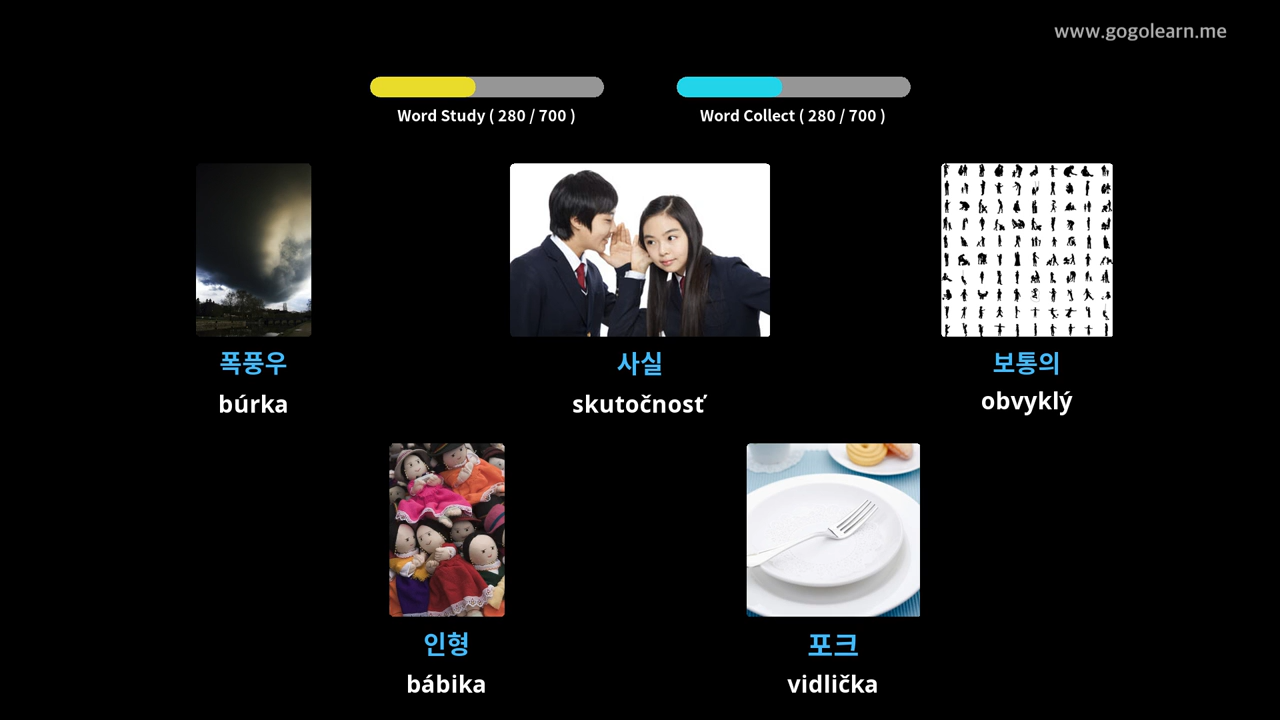 www.gogolearn.me
Word Study ( 280 / 700 )
Word Collect ( 280 / 700 )
폭풍우
búrka
사실
skutočnosť
보통의
obvyklý
인형
bábika
포크
vidlička